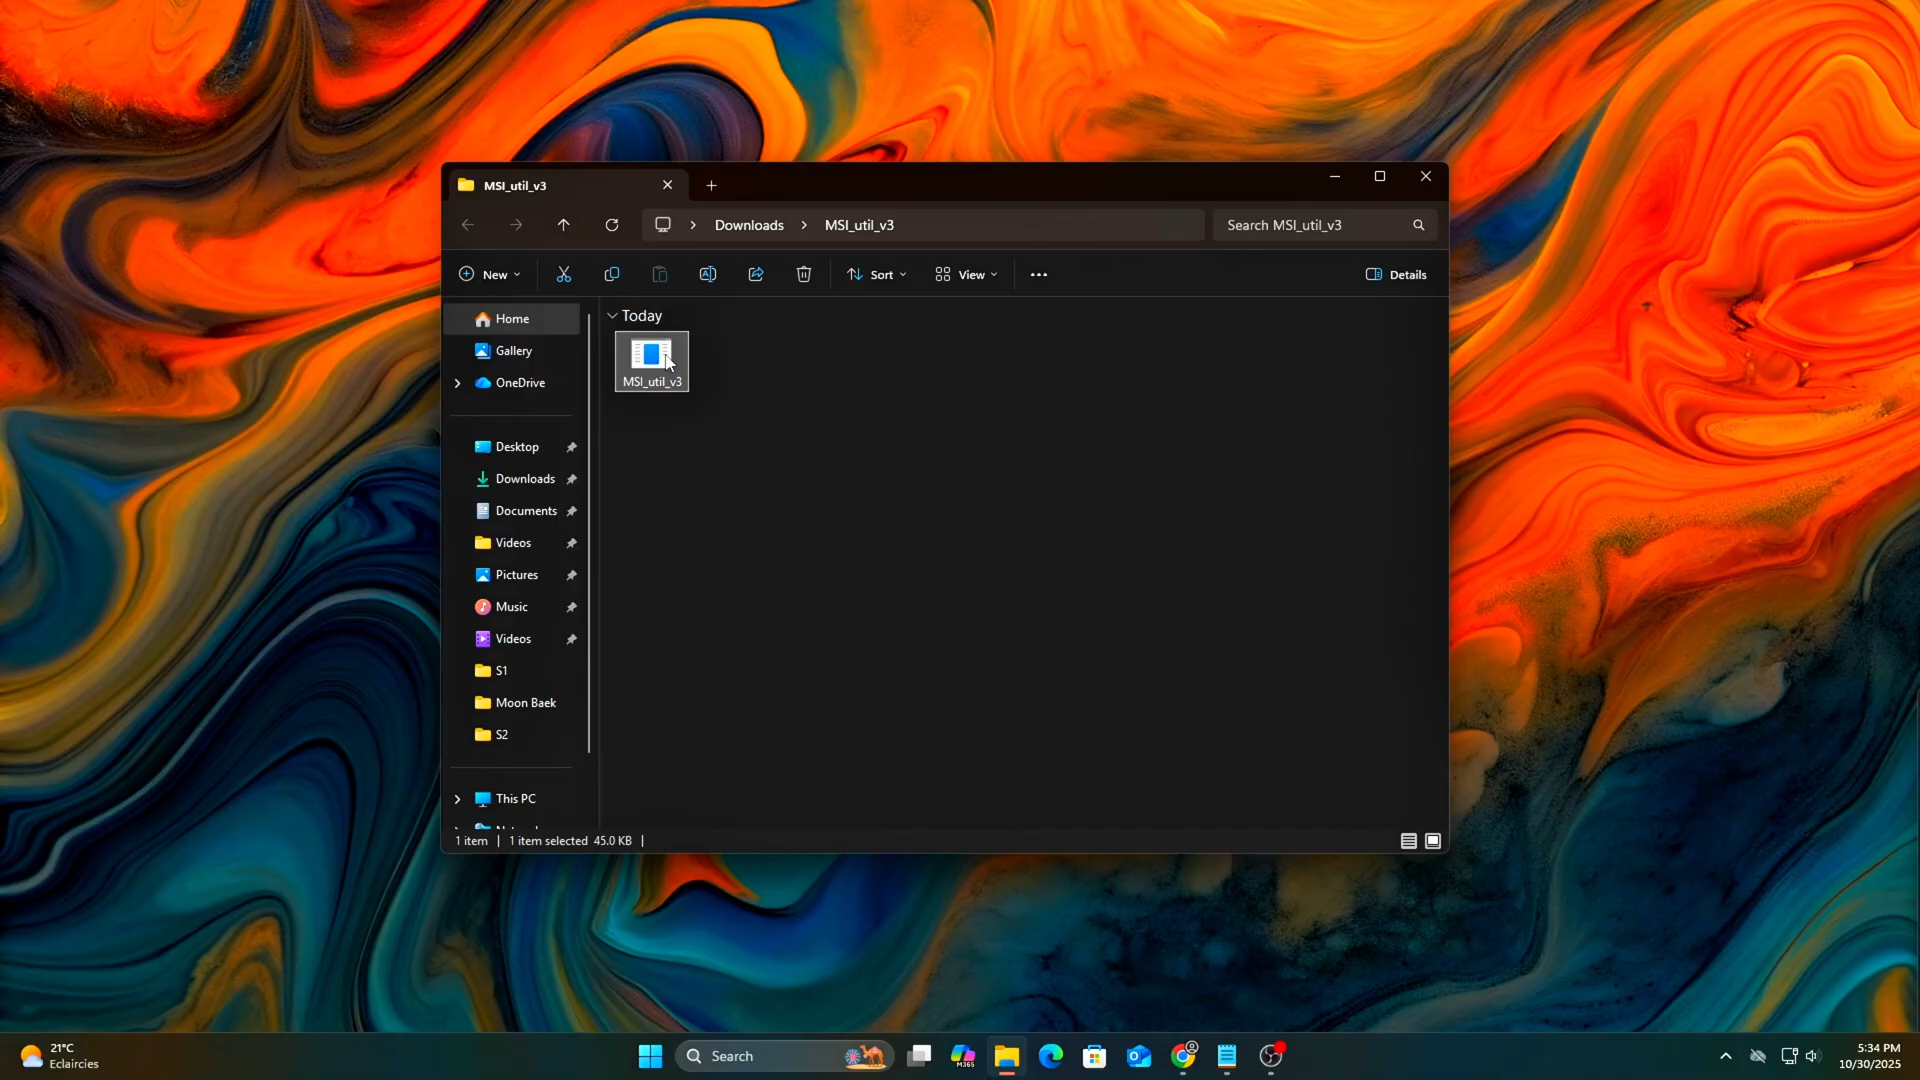 MSI_util_v3
Downloads
MSI_util_v3
Search MSI_util_v3
New
Sort
View
Details
Home
Gallery
OneDrive
Desktop
Downloads
Documents
Videos
Pictures
Music
Videos
S1
Moon Baek
S2
This PC
Today
MSI_util_v3
1 item
1 item selected 45.0 KB
21°C
Eclaircies
Search
M365
5:34 PM
10/30/2025